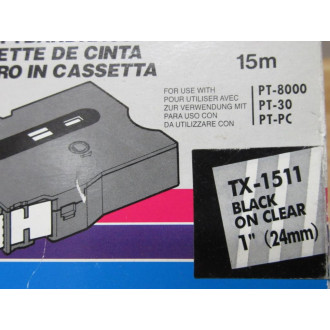 ETTE DE CINTA
RO IN CASSETTA
15m
FOR USE WITH
POUR UTILISER AVEC
ZUR VERWENDUNG MIT
PARA USO CON
DA UTILIZZARE CON
PT-8000
PT-30
PT-PC
TX-1511
BLACK
ON CLEAR
1" (24mm)